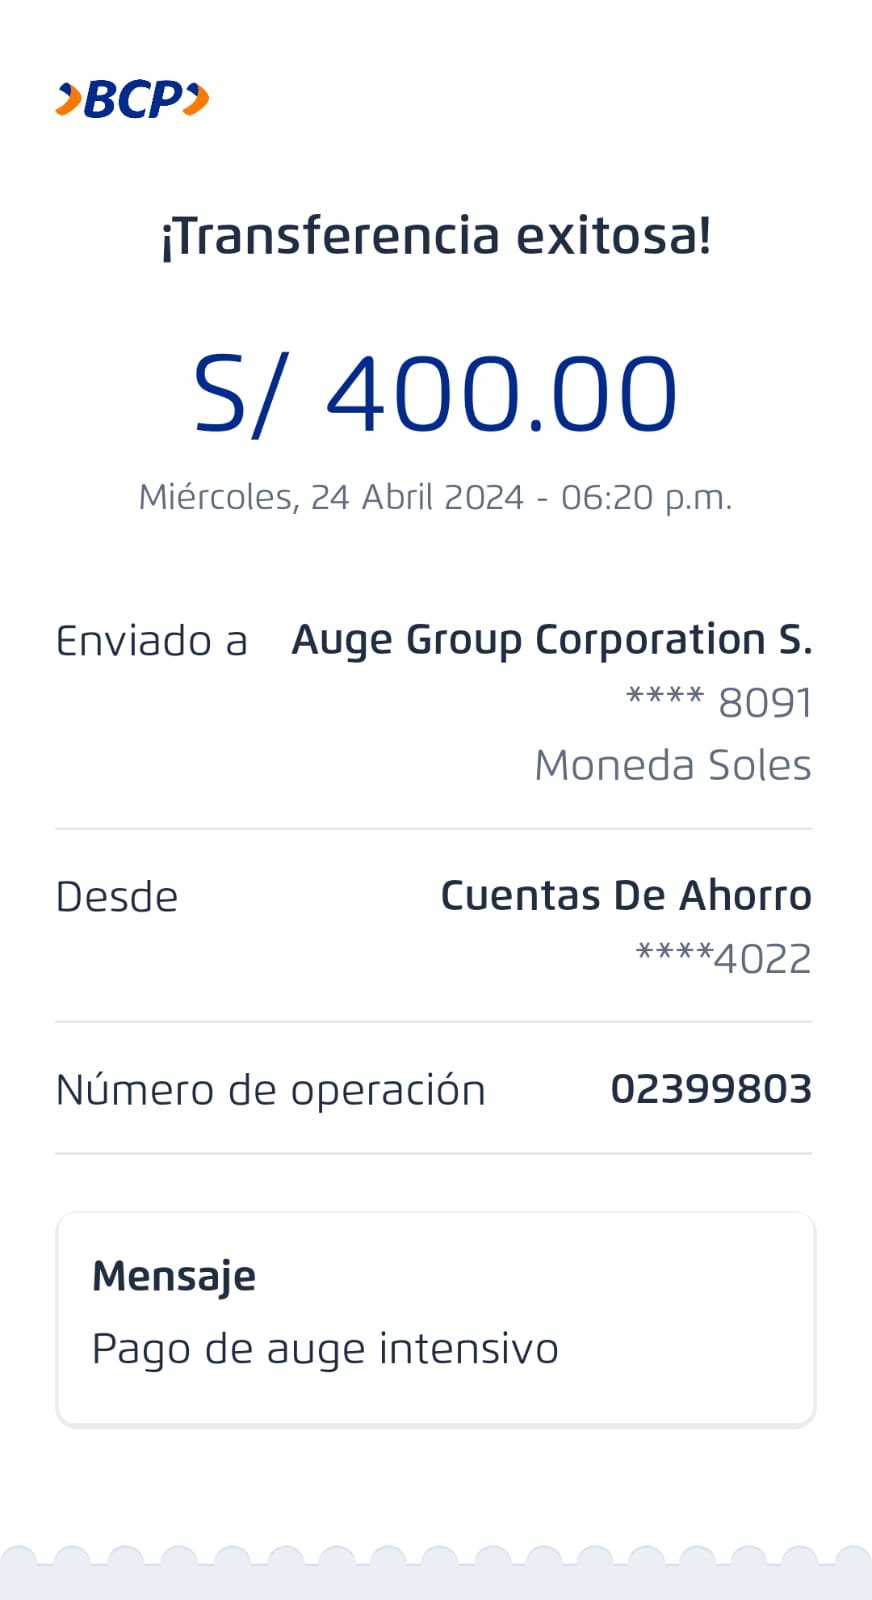 BCP
¡Transferencia exitosa!
S/ 400.00
Miércoles, 24 Abril 2024 - 06:20 p.m.
Enviado a Auge Group Corporation S.
**** 8091
Moneda Soles
Desde Cuentas De Ahorro
****4022
Número de operación 02399803
Mensaje
Pago de auge intensivo